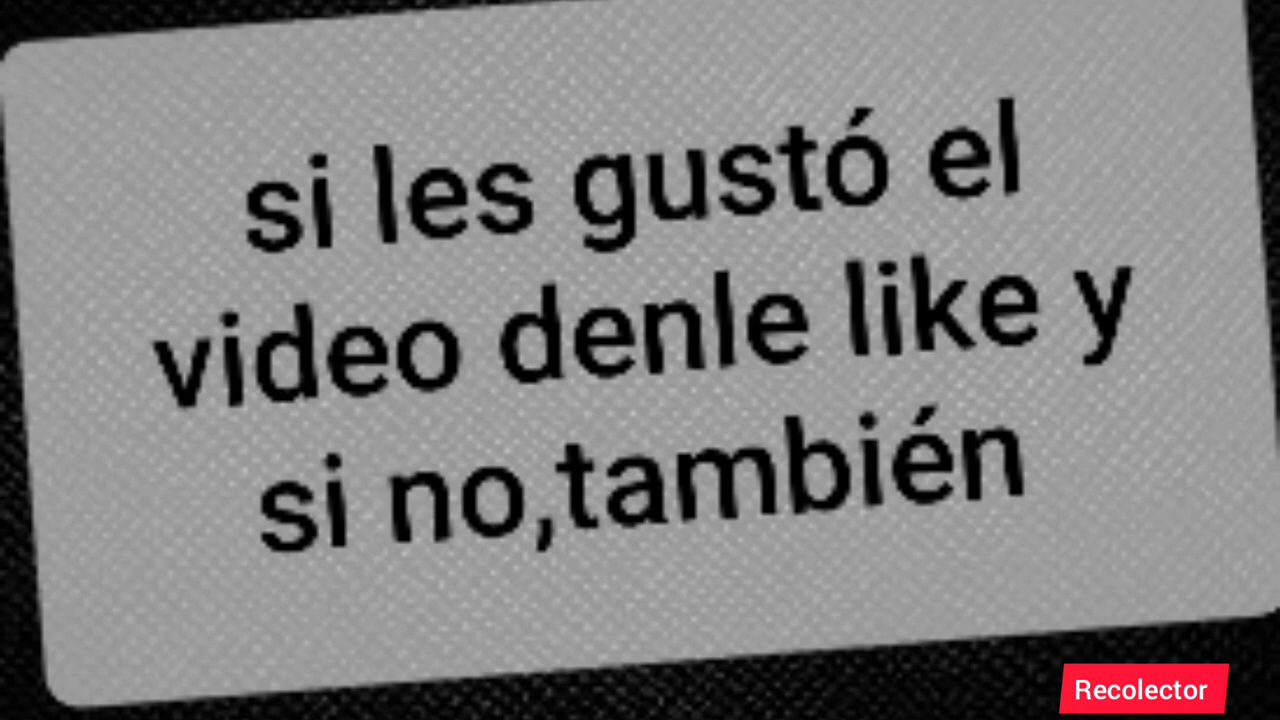 si les gustó el
video denle like y
si no,también
Recolector